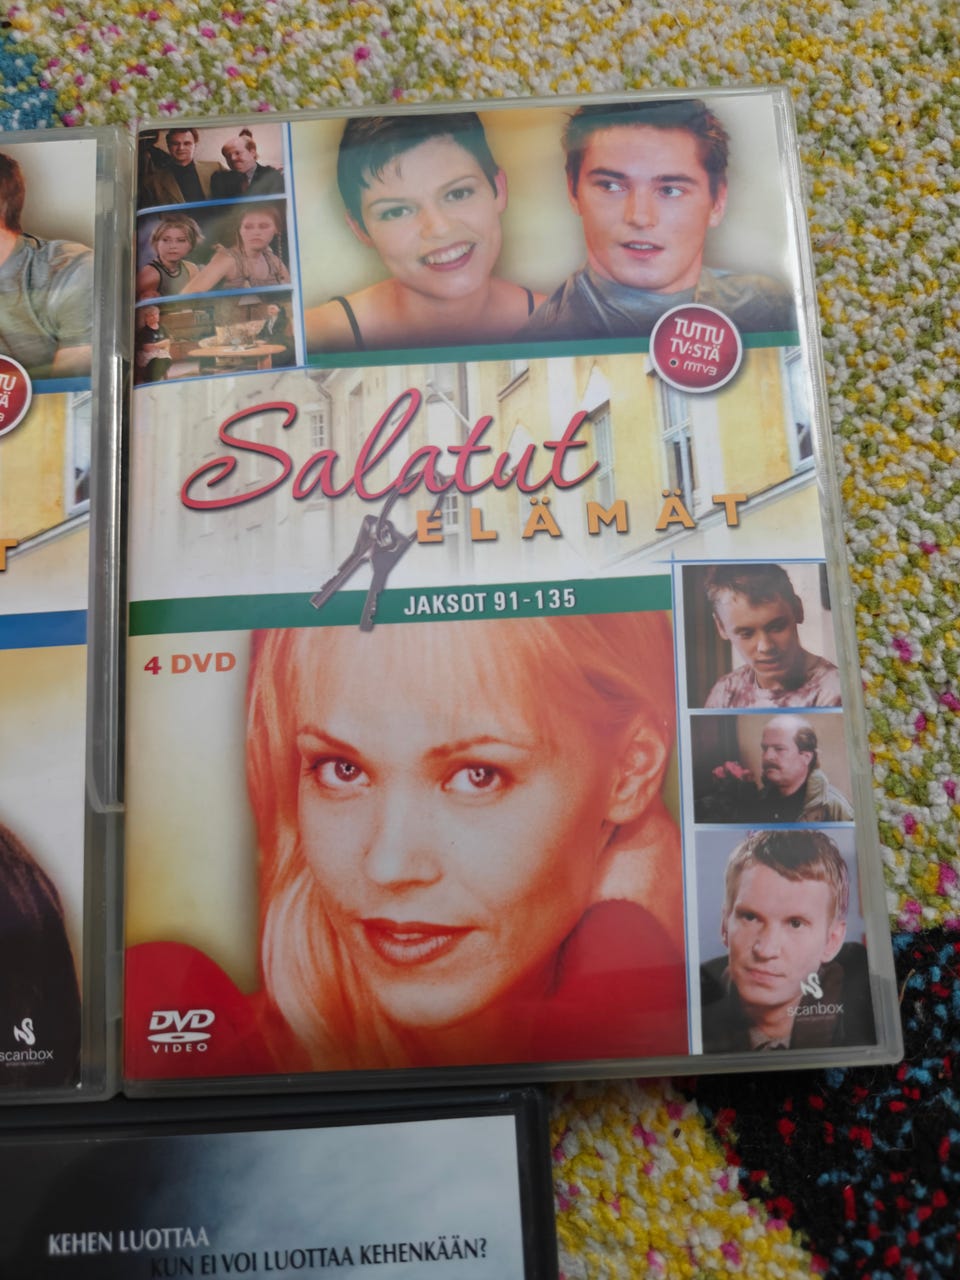 TUTTU
TV:STÄ
mtv3
Salatut
ELÄMÄT
JAKSOT 91-135
4 DVD
DVD
VIDEO
scanbox
TU
Ä
T
scanbox
KEHEN LUOTTAA
KUN EI VOI LUOTTAA KEHENKÄÄN?